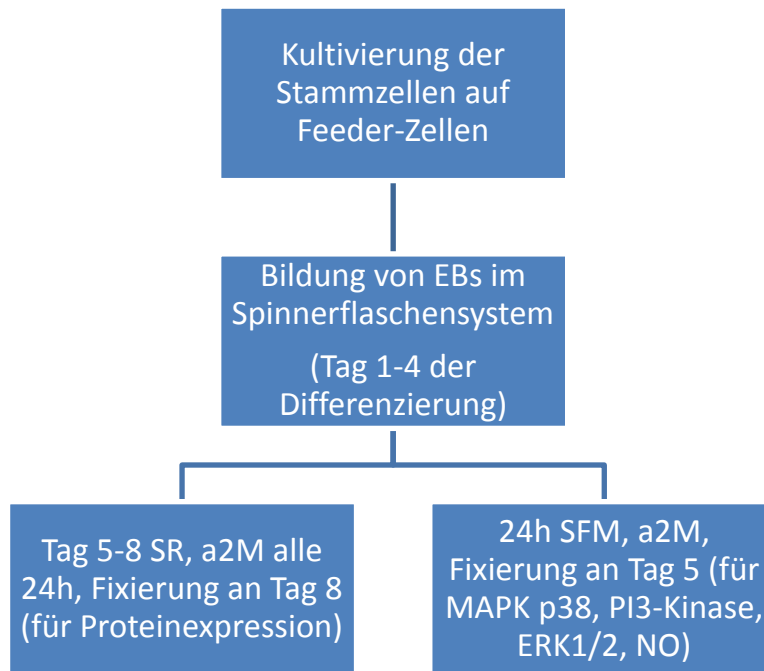 Kultivierung der
Stammzellen auf
Feeder-Zellen
Bildung von EBs im
Spinnerflaschensystem
(Tag 1-4 der
Differenzierung)
Tag 5-8 SR, a2M alle
24h, Fixierung an Tag 8
(für Proteinexpression)
24h SFM, a2M,
Fixierung an Tag 5 (für
MAPK p38, PI3-Kinase,
ERK1/2, NO)